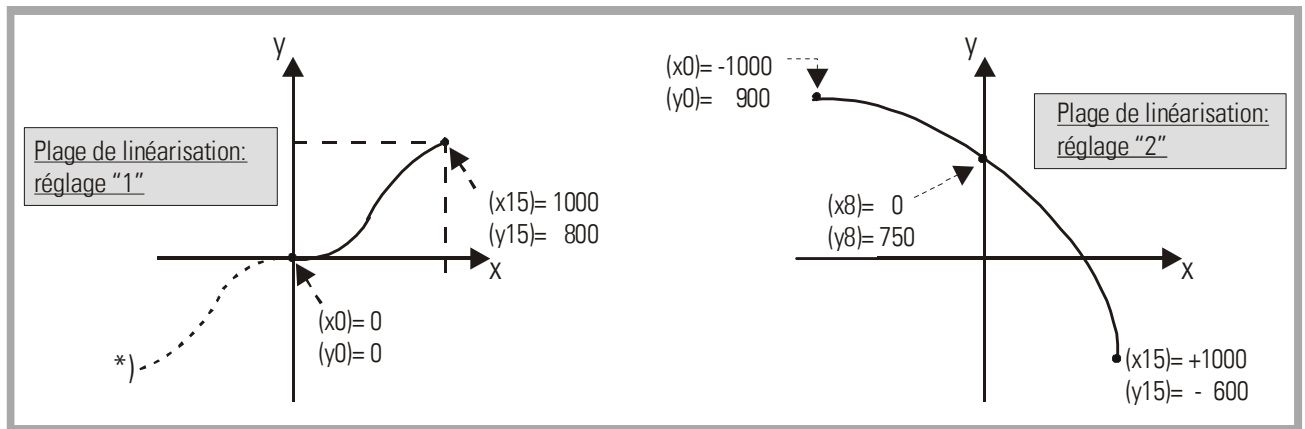 y
Plage de linéarisation:
réglage "1"
(x15)= 1000
(y15)= 800
x
(x0)= 0
(y0)= 0
*)
(x0)= -1000
(y0)= 900
y
Plage de linéarisation:
réglage "2"
(x8)= 0
(y8)= 750
x
(x15)= +1000
(y15)= - 600